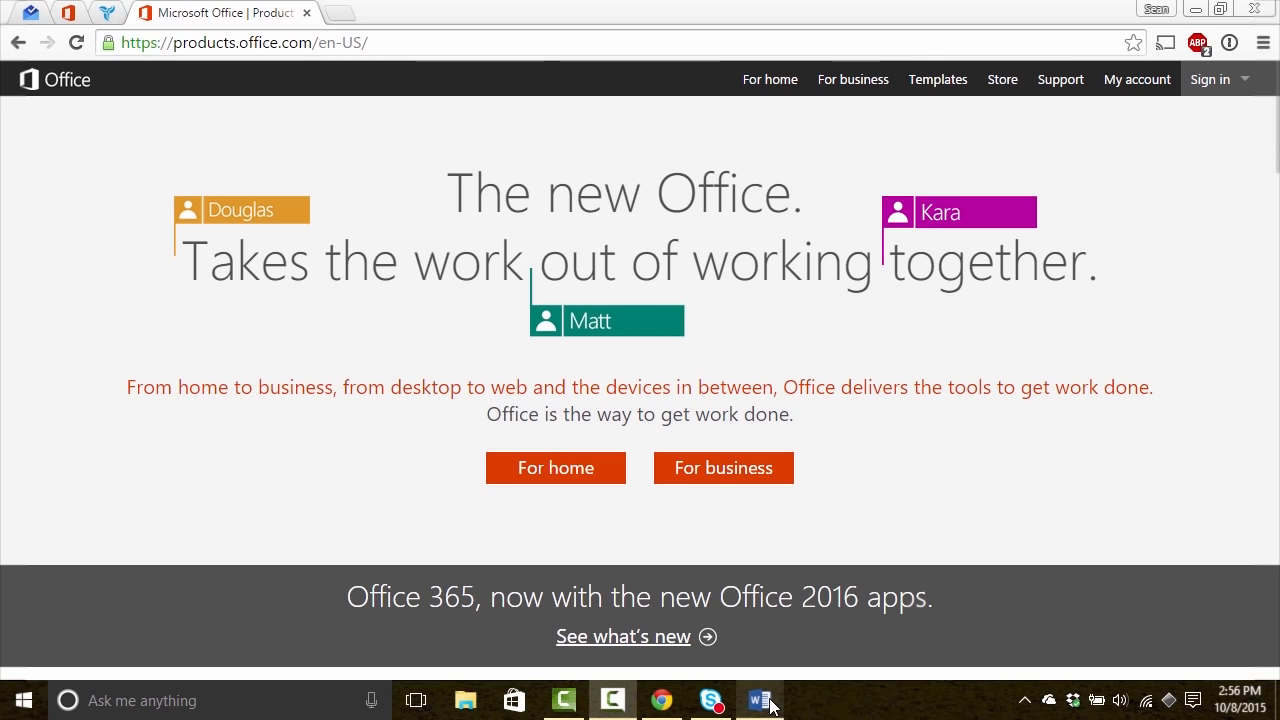 Microsoft Office | Product
Scan
https://products.office.com/en-US/
ABP
2
Office
For home
For business
Templates
Store
Support
My account
Sign in
The new Office.
Douglas
Kara
Takes the work out of working together.
Matt
From home to business, from desktop to web and the devices in between, Office delivers the tools to get work done.
Office is the way to get work done.
For home
For business
Office 365, now with the new Office 2016 apps.
See what's new
Ask me anything
2:56 PM
10/8/2015